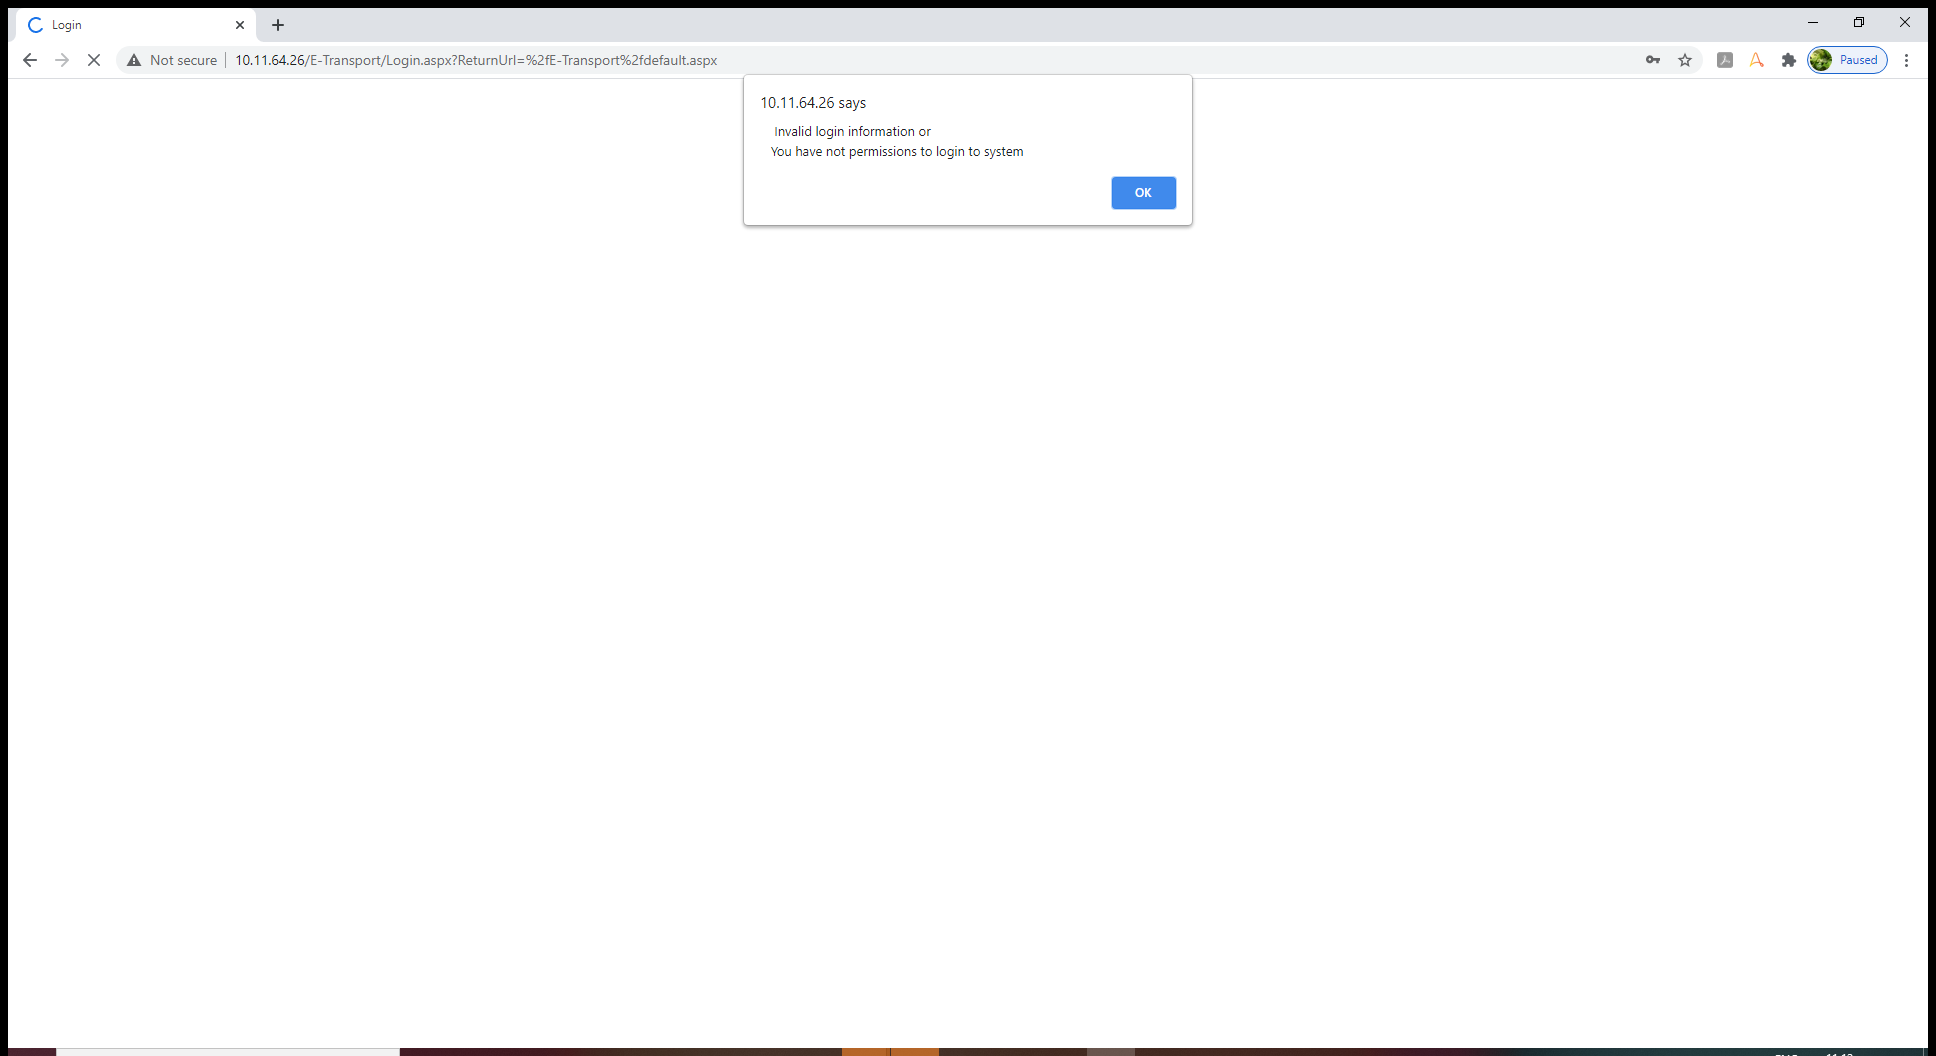 Login
Not secure
10.11.64.26/E-Transport/Login.aspx?ReturnUrl=%2fE-Transport%2fdefault.aspx
Paused
10.11.64.26 says
Invalid login information or
You have not permissions to login to system
OK